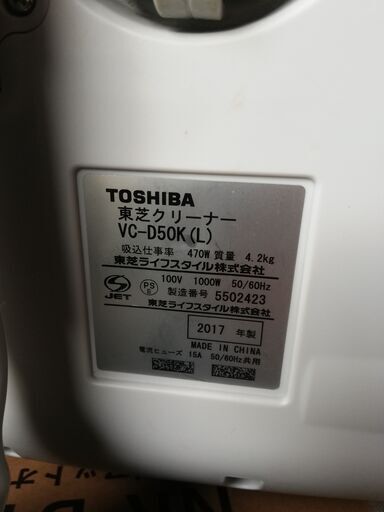 TOSHIBA
東芝クリーナー
VC-D50K(L)
吸込仕事率 470W 質量 4.2kg
東芝ライフスタイル株式会社
PS E 100V 1000W 50/60Hz
JET 製造番号 5502423
東芝ライフスタイル株式会社
2017 年製
MADE IN CHINA
電流ヒューズ 15A 50/60Hz共用